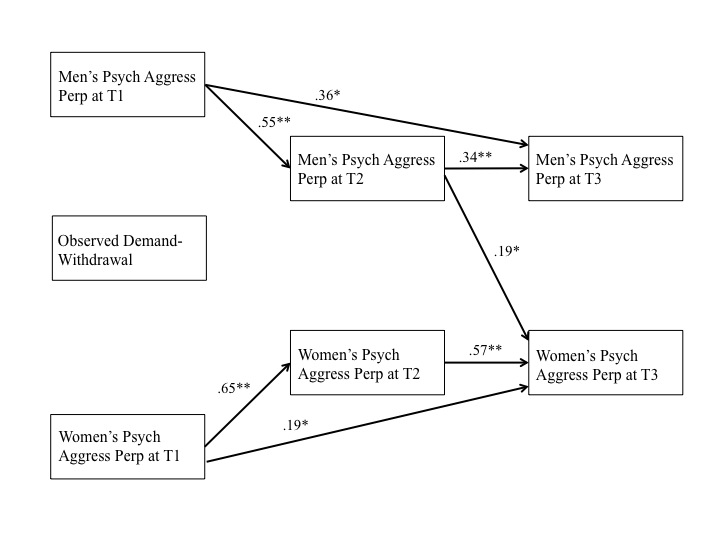 Men’s Psych Aggress
Perp at T1
.36*
.55**
Men’s Psych Aggress
Perp at T2
.34**
Men’s Psych Aggress
Perp at T3
Observed Demand-
Withdrawal
.19*
Women’s Psych
Aggress Perp at T2
.57**
Women’s Psych
Aggress Perp at T3
.65**
.19*
Women’s Psych
Aggress Perp at T1